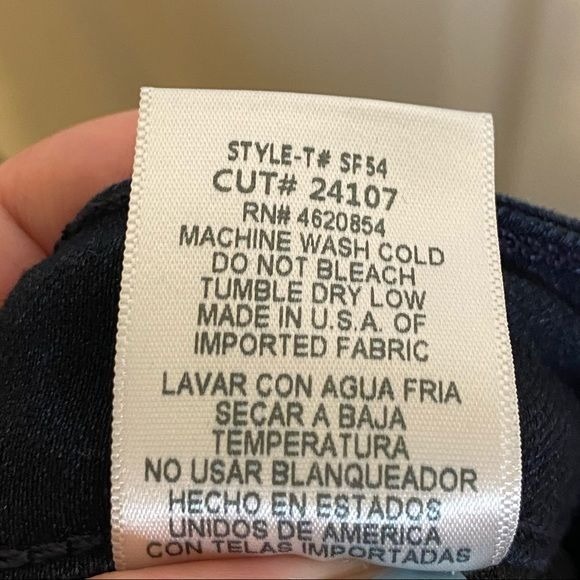 STYLE-T# SF54
CUT# 24107
RN# 4620854
MACHINE WASH COLD
DO NOT BLEACH
TUMBLE DRY LOW
MADE IN U.S.A. OF
IMPORTED FABRIC
LAVAR CON AGUA FRIA
SECAR A BAJA
TEMPERATURA
NO USAR BLANQUEADOR
HECHO EN ESTADOS
UNIDOS DE AMERICA
CON TELAS IMPORTADAS